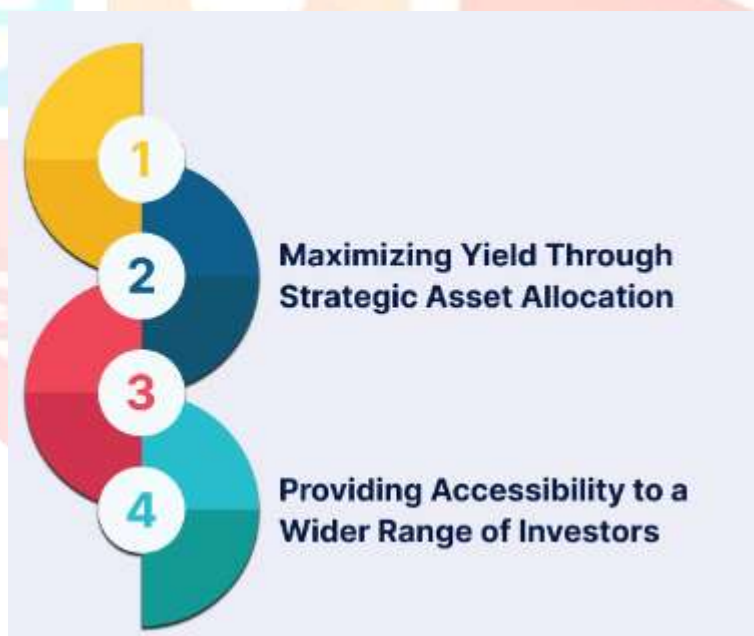 1
2
Maximizing Yield Through
Strategic Asset Allocation
3
4
Providing Accessibility to a
Wider Range of Investors